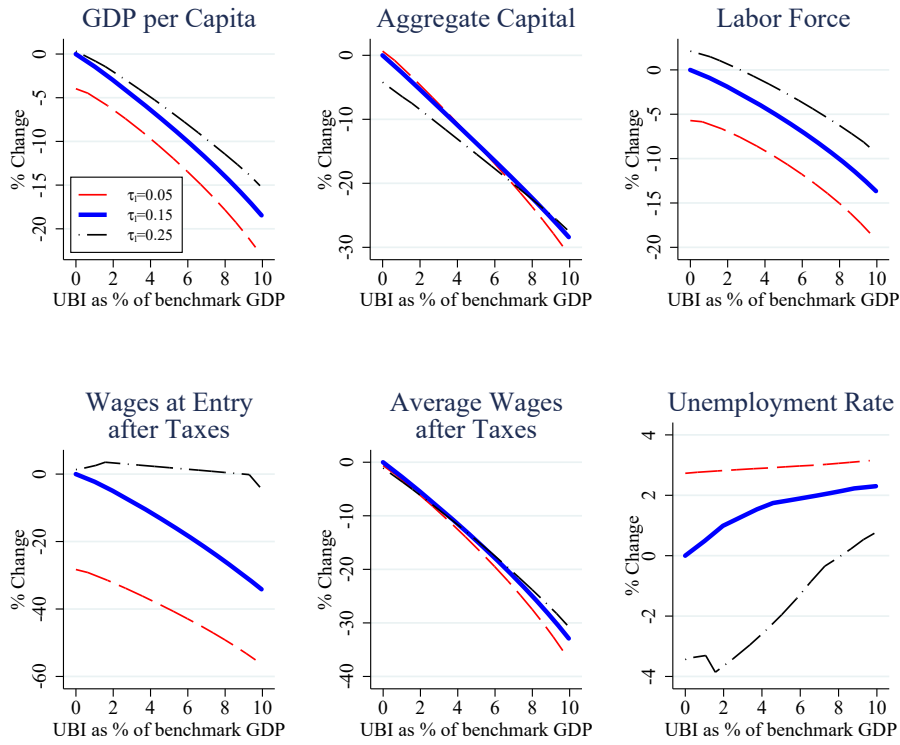 GDP per Capita
% Change
0
-5
-10
-15
-20
τₗ=0.05
τₗ=0.15
τₗ=0.25
0 2 4 6 8 10
UBI as % of benchmark GDP
Aggregate Capital
% Change
0
-10
-20
-30
0 2 4 6 8 10
UBI as % of benchmark GDP
Labor Force
% Change
0
-5
-10
-15
-20
0 2 4 6 8 10
UBI as % of benchmark GDP
Wages at Entry
after Taxes
% Change
0
-20
-40
-60
0 2 4 6 8 10
UBI as % of benchmark GDP
Average Wages
after Taxes
% Change
0
-10
-20
-30
-40
0 2 4 6 8 10
UBI as % of benchmark GDP
Unemployment Rate
% Change
4
2
0
-2
-4
0 2 4 6 8 10
UBI as % of benchmark GDP